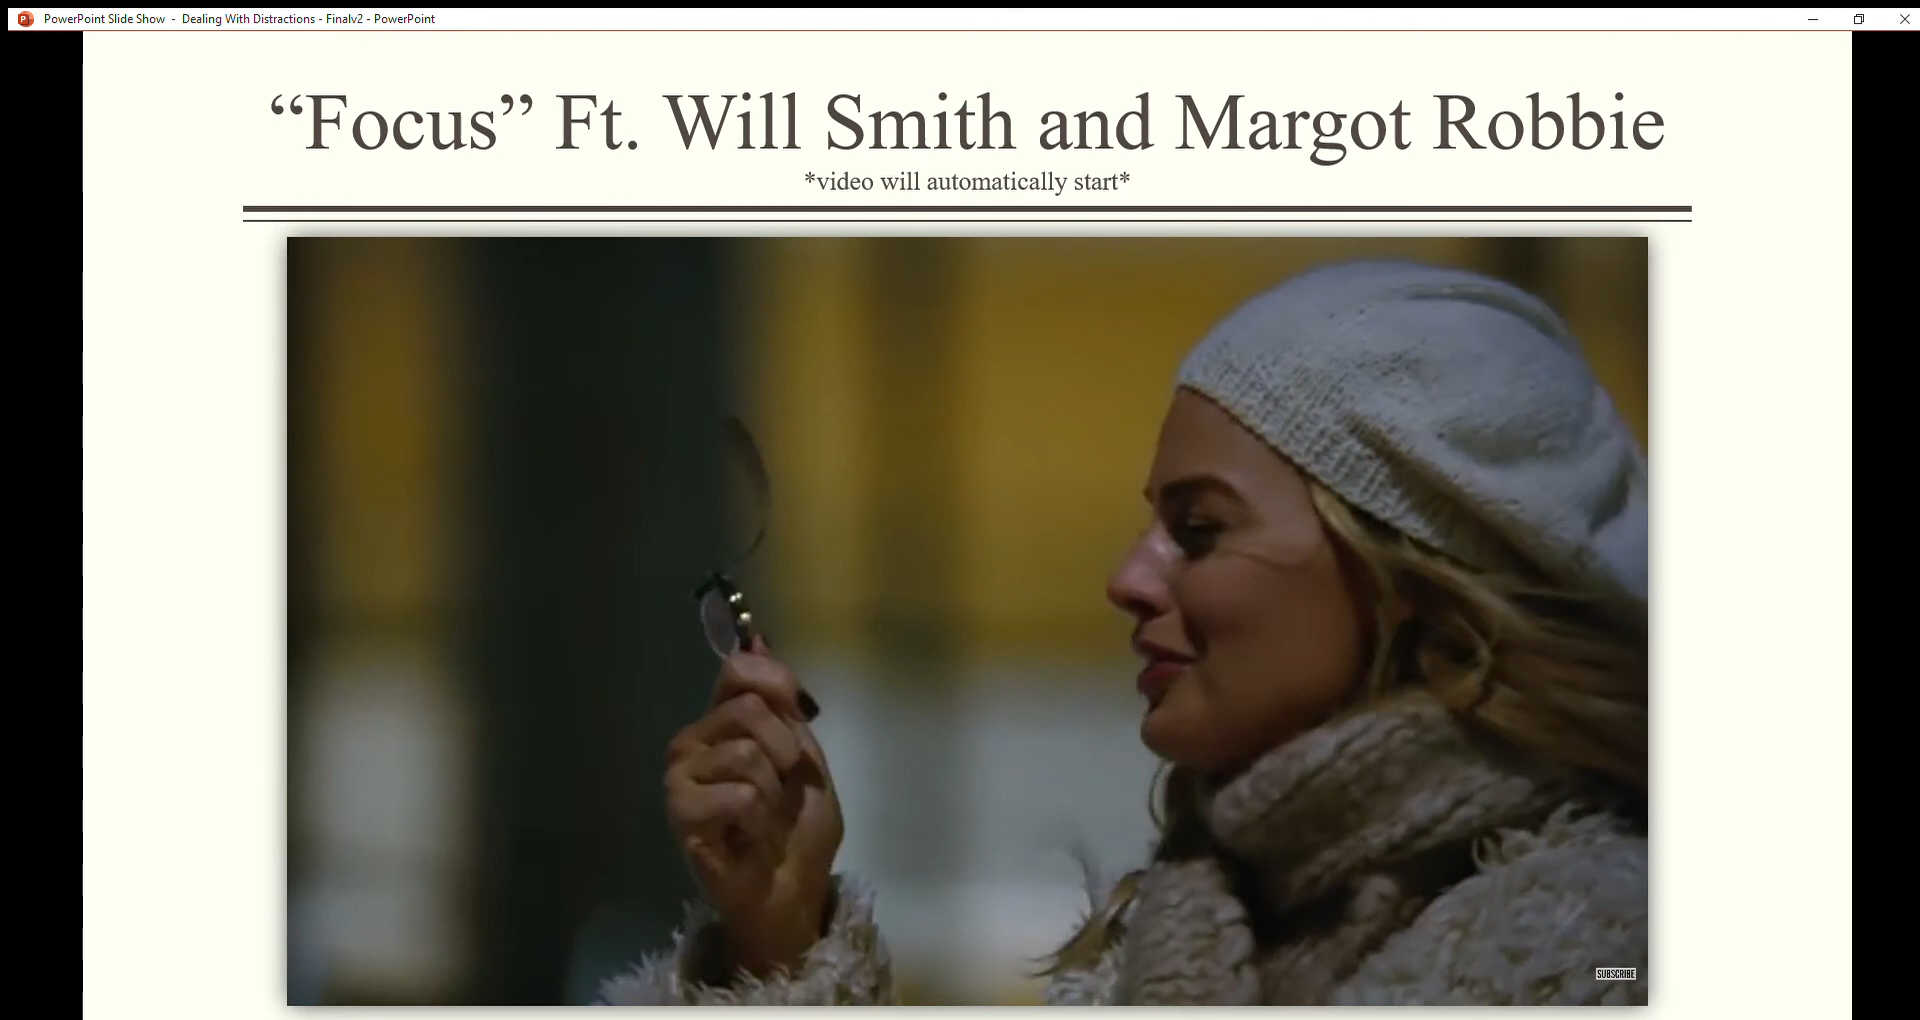 PowerPoint Slide Show - Dealing With Distractions - Finalv2 - PowerPoint
“Focus” Ft. Will Smith and Margot Robbie
*video will automatically start*
SUBSCRIBE